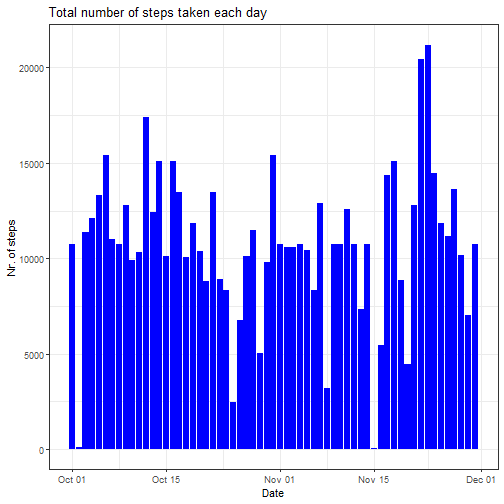 Total number of steps taken each day
Nr. of steps
20000
15000
10000
5000
0
Oct 01
Oct 15
Nov 01
Nov 15
Dec 01
Date